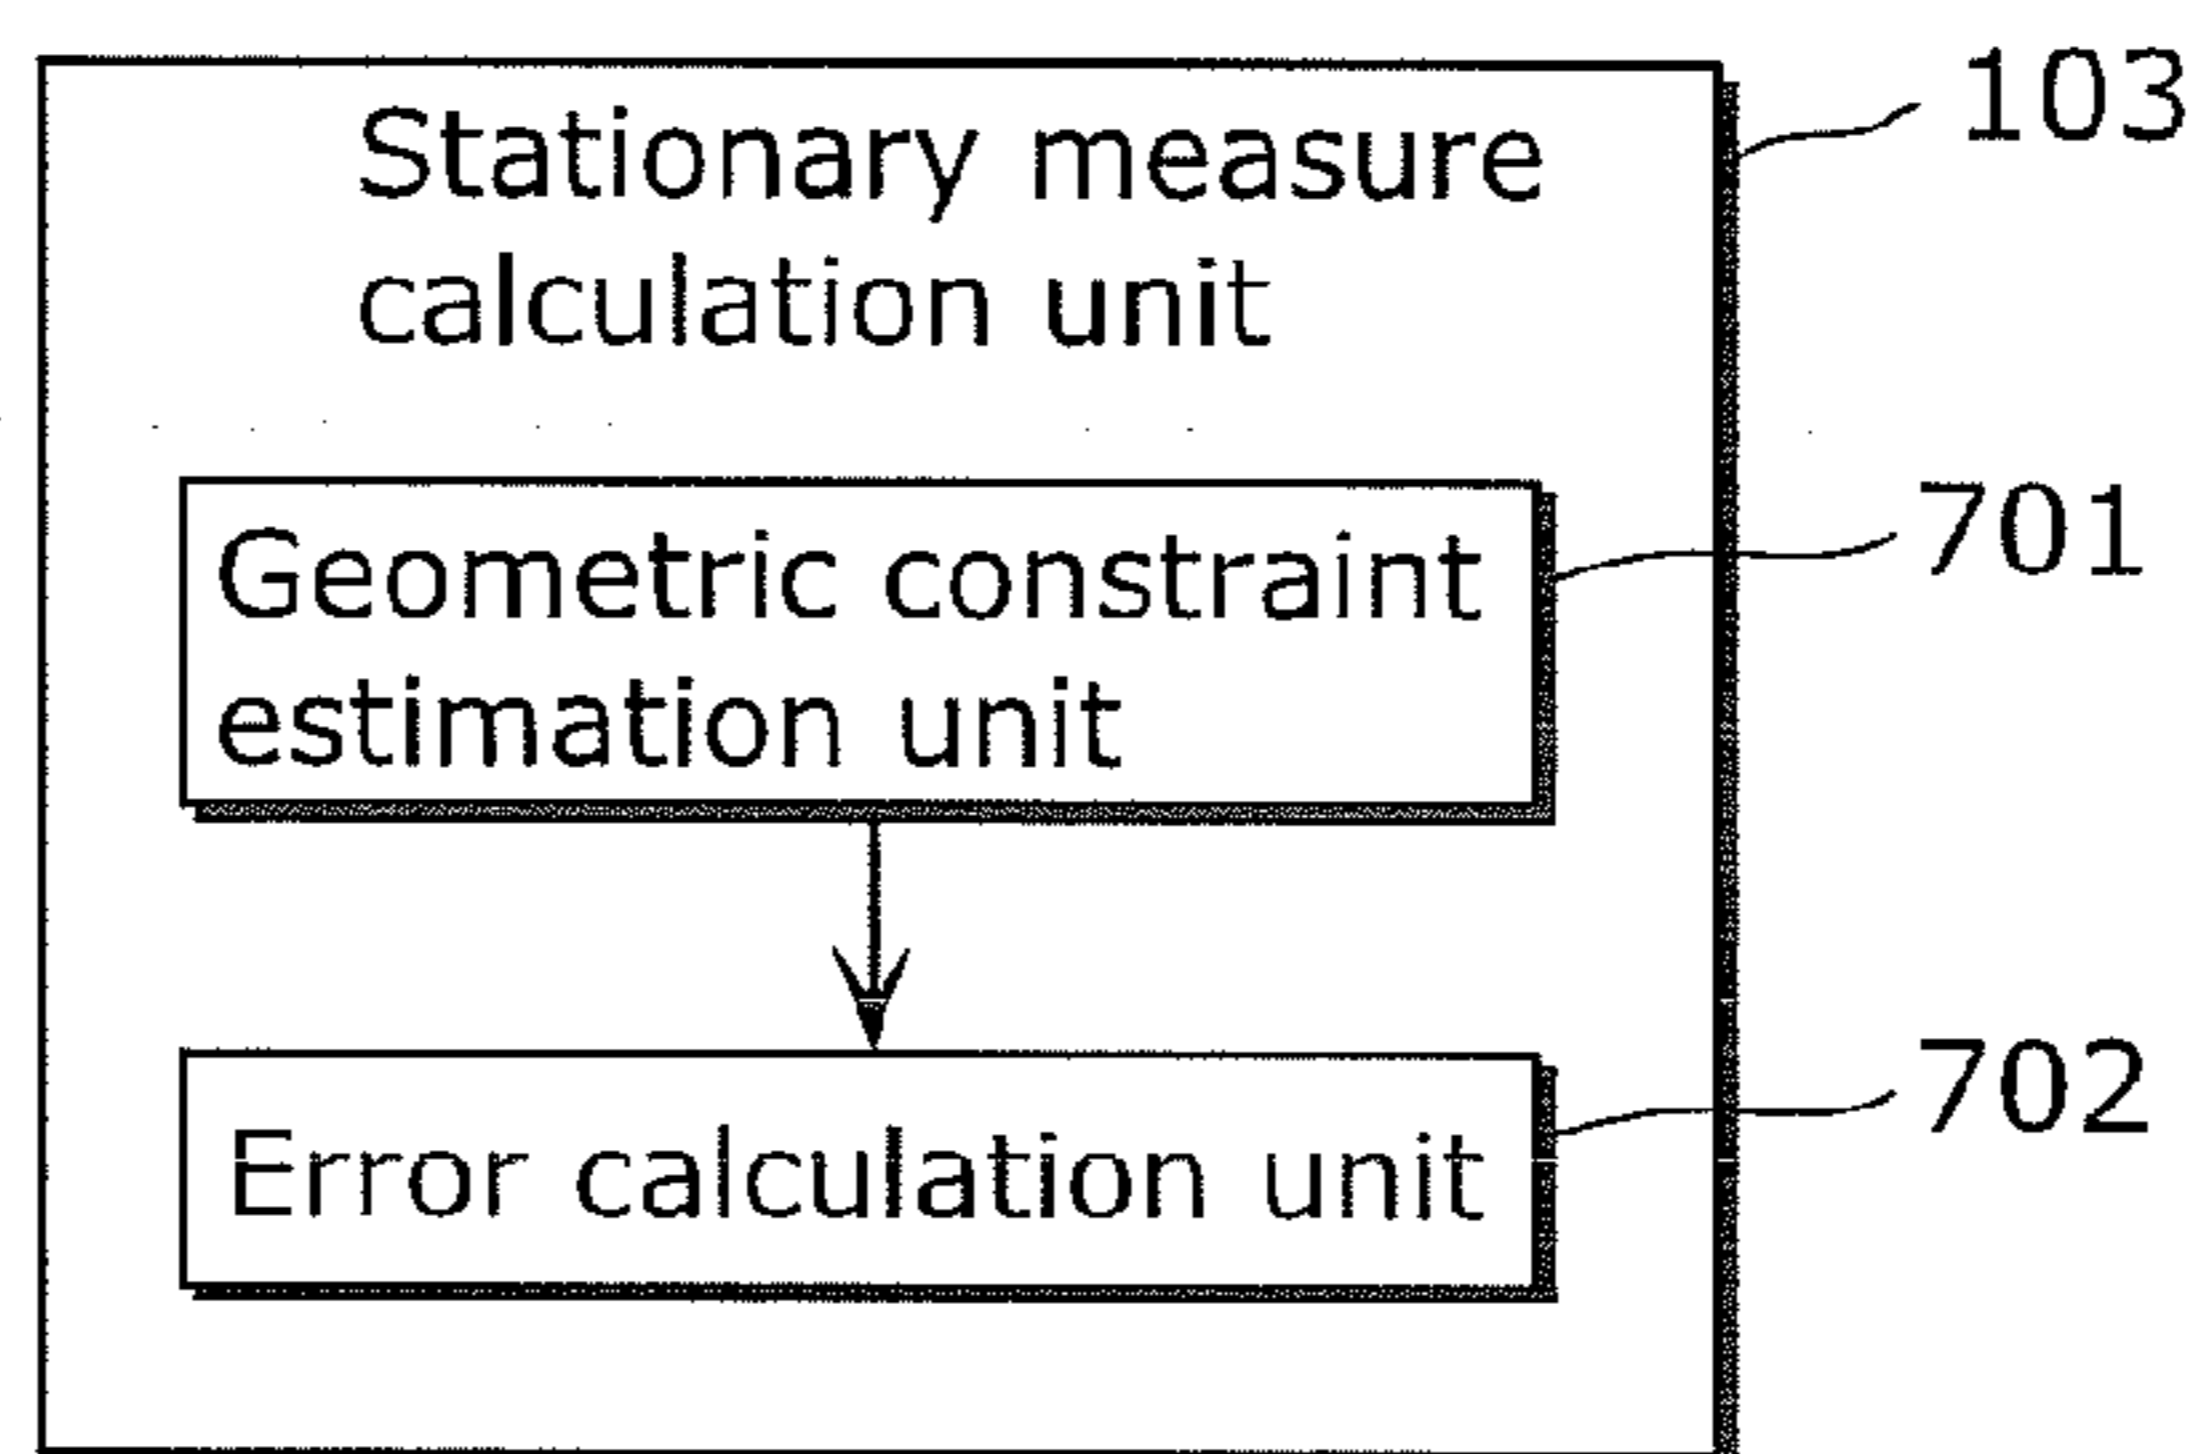 103
Stationary measure
calculation unit
701
Geometric constraint
estimation unit
702
Error calculation unit